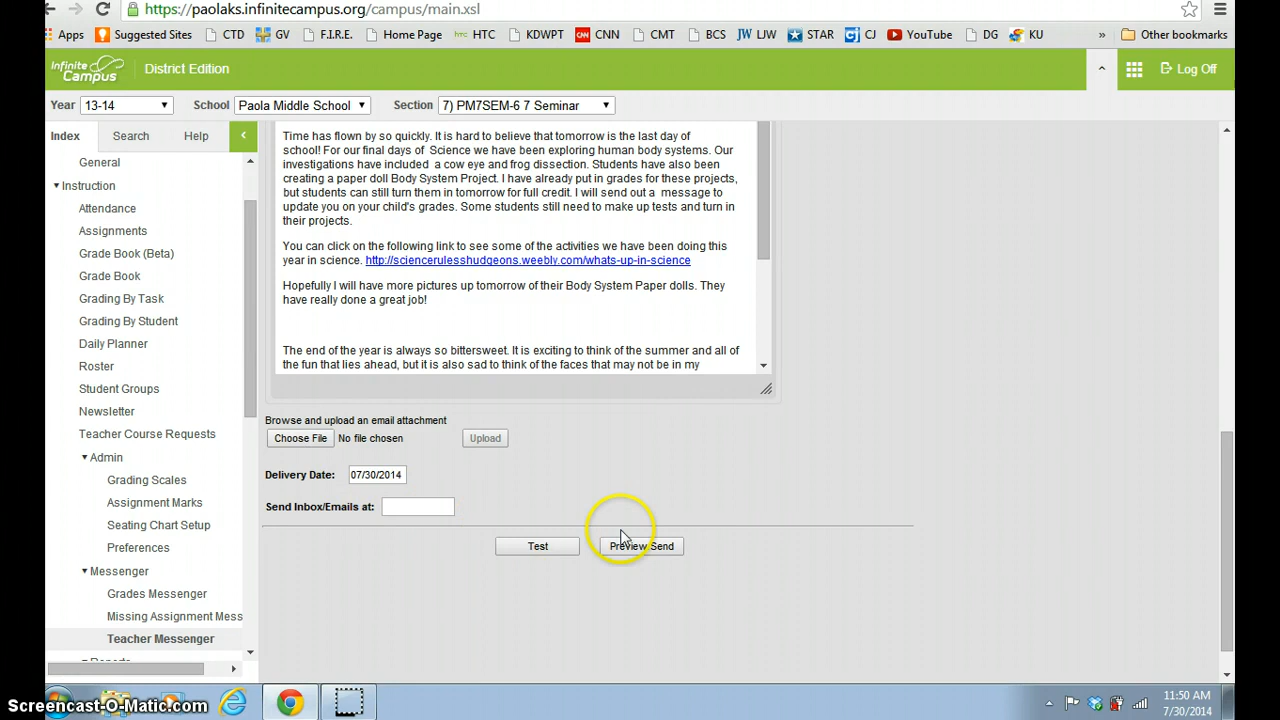 https://paolaks.infinitecampus.org/campus/main.xsl
Apps Suggested Sites CTD GV F.I.R.E. Home Page HTC KDWPT CNN CMT BCS LJW STAR CJ YouTube DG KU » Other bookmarks
Infinite Campus District Edition Log Off
Year 13-14 School Paola Middle School Section 7) PM7SEM-6 7 Seminar
Index Search Help
General
Instruction
Attendance
Assignments
Grade Book (Beta)
Grade Book
Grading By Task
Grading By Student
Daily Planner
Roster
Student Groups
Newsletter
Teacher Course Requests
Admin
Grading Scales
Assignment Marks
Seating Chart Setup
Preferences
Messenger
Grades Messenger
Missing Assignment Mess
Teacher Messenger
Time has flown by so quickly. It is hard to believe that tomorrow is the last day of
school! For our final days of Science we have been exploring human body systems. Our
investigations have included a cow eye and frog dissection. Students have also been
creating a paper doll Body System Project. I have already put in grades for these projects,
but students can still turn them in tomorrow for full credit. I will send out a message to
update you on your child's grades. Some students still need to make up tests and turn in
their projects.
You can click on the following link to see some of the activities we have been doing this
year in science. http://sciencerulesshudgeons.weebly.com/whats-up-in-science
Hopefully I will have more pictures up tomorrow of their Body System Paper dolls. They
have really done a great job!
The end of the year is always so bittersweet. It is exciting to think of the summer and all of
the fun that lies ahead, but it is also sad to think of the faces that may not be in my
Browse and upload an email attachment
Choose File No file chosen Upload
Delivery Date: 07/30/2014
Send Inbox/Emails at:
Test Preview/Send
Screencast-O-Matic.com
11:50 AM
7/30/2014